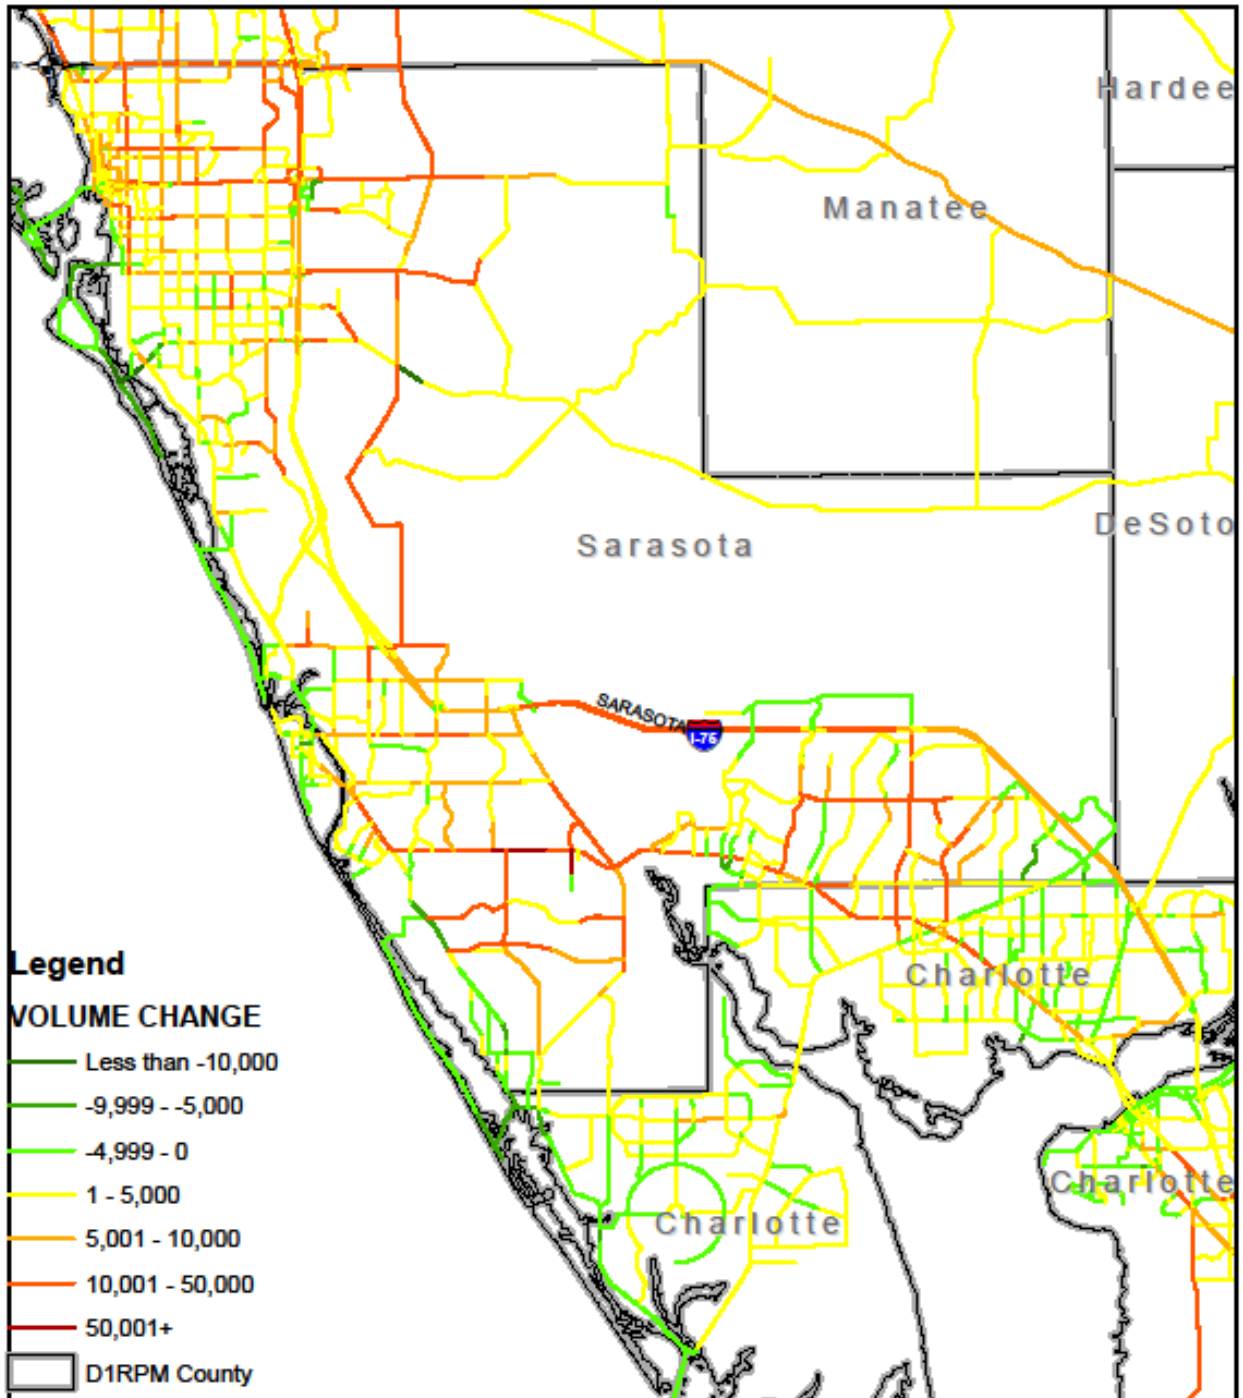 Hardee
Manatee
DeSoto
Sarasota
SARASOTA
I-75
Charlotte
Legend
VOLUME CHANGE
Less than -10,000
-9,999 - -5,000
-4,999 - 0
1 - 5,000
5,001 - 10,000
10,001 - 50,000
50,001+
D1RPM County
Charlotte
Charlotte